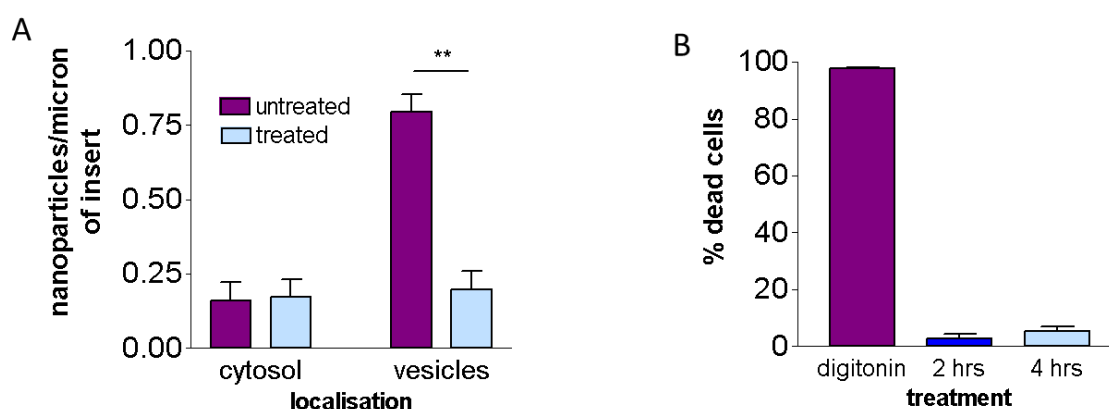 A
nanoparticles/micron
of insert
1.00
0.75
0.50
0.25
0.00
**
untreated
treated
cytosol
vesicles
localisation
B
% dead cells
100
80
60
40
20
0
digitonin
2 hrs
4 hrs
treatment